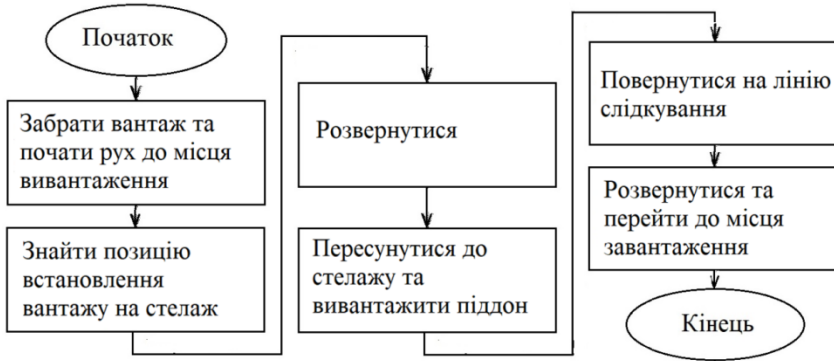 Початок
Забрати вантаж та
почати рух до місця
вивантаження
Знайти позицію
встановлення
вантажу на стелаж
Розвернутися
Пересунутися до
стелажу та
вивантажити піддон
Повернутися на лінію
слідкування
Розвернутися та
перейти до місця
завантаження
Кінець